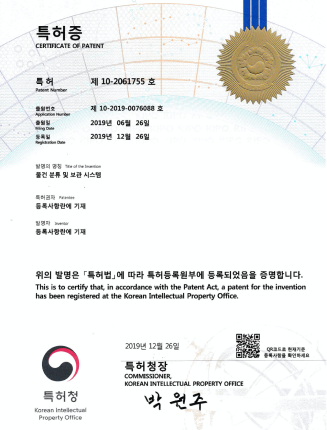 특허증
CERTIFICATE OF PATENT
특 허 제 10-2061755 호
Patent Number
출원번호 제 10-2019-0076088 호
Application Number
출원일 2019년 06월 26일
Filing Date
등록일 2019년 12월 26일
Registration Date
발명의 명칭 Title of the Invention
물건 분류 및 보관 시스템
특허권자 Patentee
등록사항란에 기재
발명자 Inventor
등록사항란에 기재
위의 발명은 「특허법」에 따라 특허등록원부에 등록되었음을 증명합니다.
This is to certify that, in accordance with the Patent Act, a patent for the invention
has been registered at the Korean Intellectual Property Office.
2019년 12월 26일
QR코드로 현재기준
등록사항을 확인하세요
특허청
Korean Intellectual
Property Office
특허청장
COMMISSIONER,
KOREAN INTELLECTUAL PROPERTY OFFICE
박원주